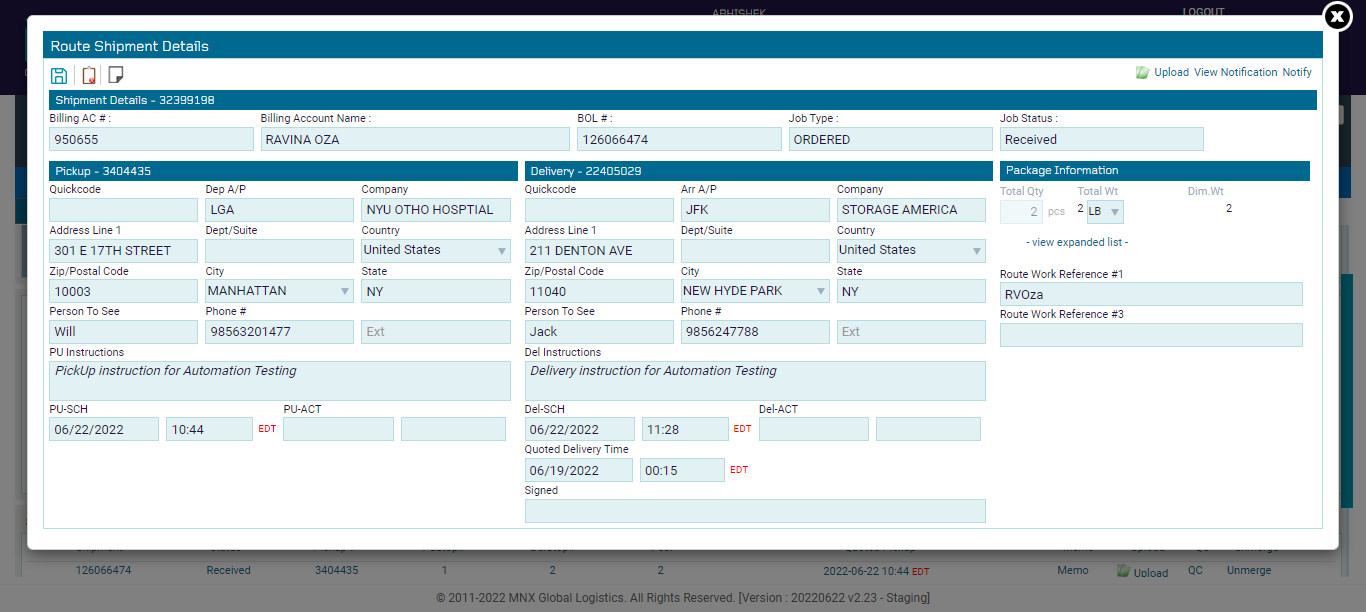 ABHISHEK LOGOUT
Route Shipment Details
Upload View Notification Notify
Shipment Details - 32399198
Billing AC # : Billing Account Name : BOL # : Job Type : Job Status :
950655 RAVINA OZA 126066474 ORDERED Received
Pickup - 3404435 Delivery - 22405029 Package Information
Quickcode Dep A/P Company Quickcode Arr A/P Company Total Qty Total Wt Dim.Wt
LGA NYU OTHO HOSPTIAL JFK STORAGE AMERICA 2 pcs 2 LB 2
Address Line 1 Dept/Suite Country Address Line 1 Dept/Suite Country
301 E 17TH STREET United States 211 DENTON AVE United States - view expanded list -
Zip/Postal Code City State Zip/Postal Code City State Route Work Reference #1
10003 MANHATTAN NY 11040 NEW HYDE PARK NY RVOza
Person To See Phone # Person To See Phone # Route Work Reference #3
Will 98563201477 Ext Jack 9856247788 Ext
PU Instructions Del Instructions
PickUp instruction for Automation Testing Delivery instruction for Automation Testing
PU-SCH PU-ACT Del-SCH Del-ACT
06/22/2022 10:44 EDT 06/22/2022 11:28 EDT
Quoted Delivery Time
06/19/2022 00:15 EDT
Signed
126066474 Received 3404435 1 2 2 2022-06-22 10:44 EDT Memo Upload QC Unmerge
© 2011-2022 MNX Global Logistics. All Rights Reserved. [Version : 20220622 v2.23 - Staging]